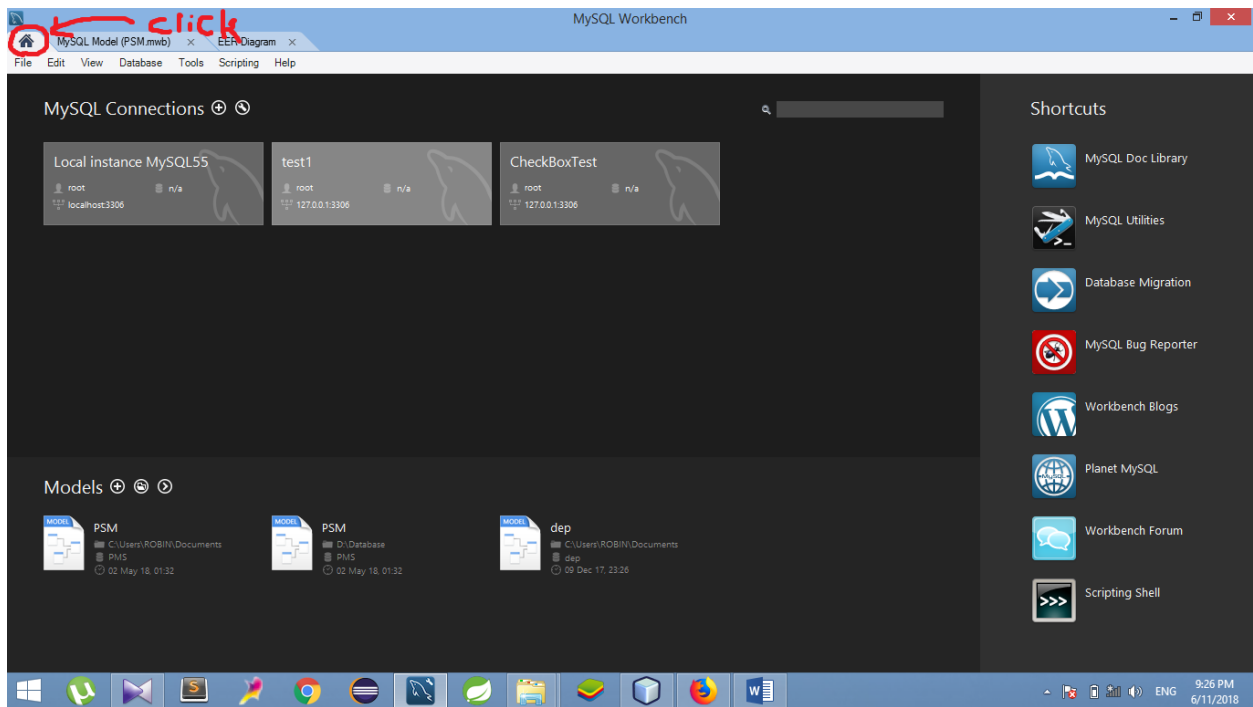 MySQL Workbench
click
MySQL Model (PSM.mwb) ×
EER Diagram ×
File Edit View Database Tools Scripting Help
MySQL Connections
Local instance MySQL55
root n/a
localhost:3306
test1
root n/a
127.0.0.1:3306
CheckBoxTest
root n/a
127.0.0.1:3306
Shortcuts
MySQL Doc Library
MySQL Utilities
Database Migration
MySQL Bug Reporter
Workbench Blogs
Planet MySQL
Workbench Forum
Scripting Shell
Models
MODEL
PSM
C:\Users\ROBIN\Documents
PMS
02 May 18, 01:32
MODEL
PSM
D:\Database
PMS
02 May 18, 01:32
MODEL
dep
C:\Users\ROBIN\Documents
dep
09 Dec 17, 23:26
ENG
9:26 PM
6/11/2018